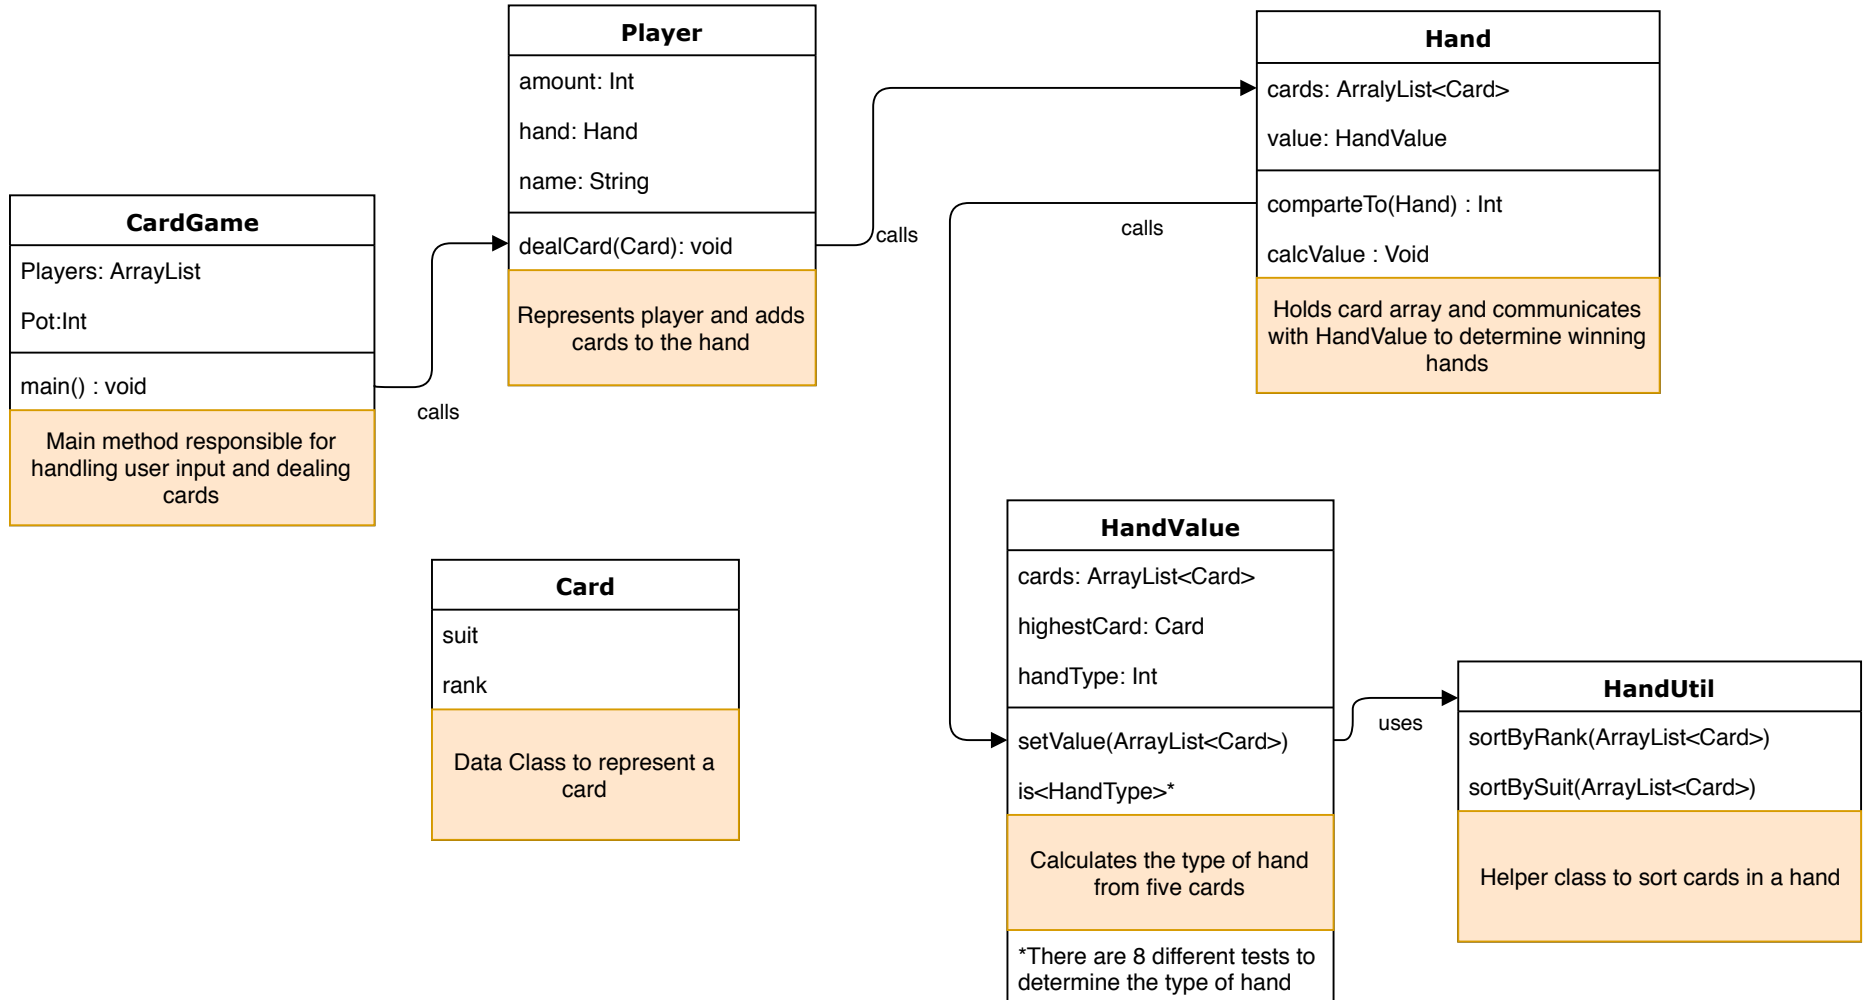 Player
amount: Int
hand: Hand
name: String
dealCard(Card): void
Represents player and adds
cards to the hand
Hand
cards: ArralyList<Card>
value: HandValue
comparteTo(Hand) : Int
calcValue : Void
Holds card array and communicates
with HandValue to determine winning
hands
CardGame
Players: ArrayList
Pot:Int
main() : void
Main method responsible for
handling user input and dealing
cards
calls
calls
calls
Card
suit
rank
Data Class to represent a
card
HandValue
cards: ArrayList<Card>
highestCard: Card
handType: Int
setValue(ArrayList<Card>)
is<HandType>*
Calculates the type of hand
from five cards
*There are 8 different tests to
determine the type of hand
uses
HandUtil
sortByRank(ArrayList<Card>)
sortBySuit(ArrayList<Card>)
Helper class to sort cards in a hand